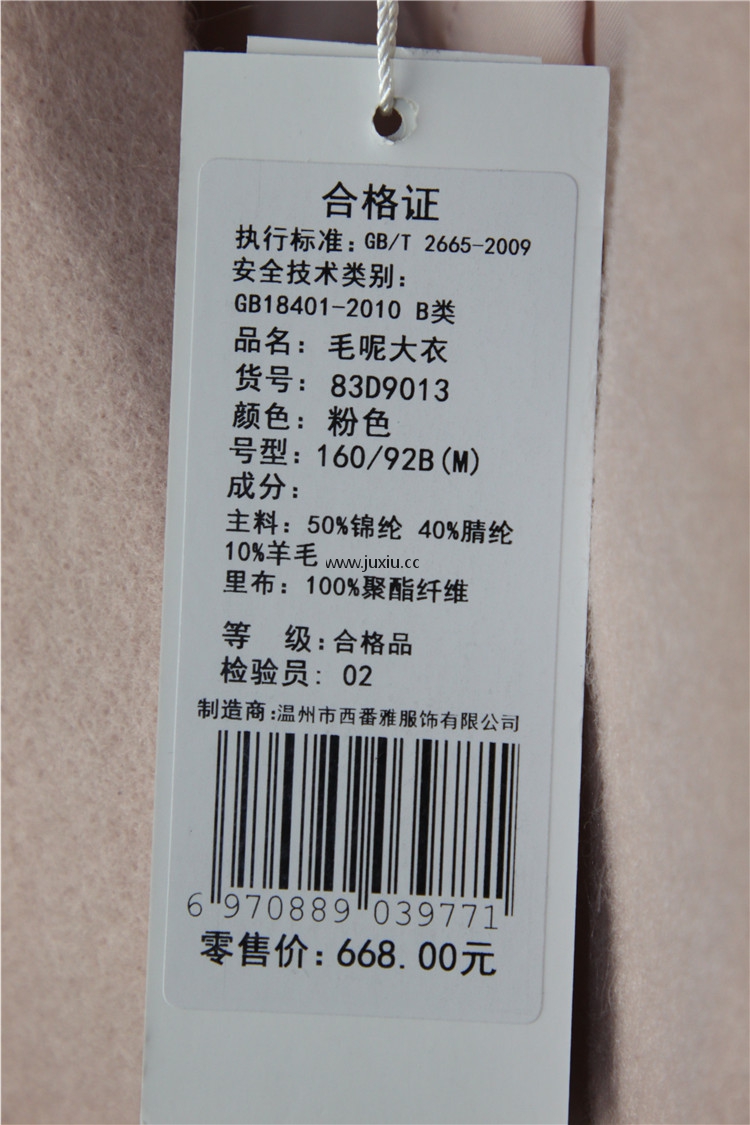 合格证
执行标准: GB/T 2665-2009
安全技术类别:
GB18401-2010 B类
品名: 毛呢大衣
货号: 83D9013
颜色: 粉色
号型: 160/92B(M)
成分:
主料: 50%锦纶 40%腈纶
10%羊毛 www.juxiu.cc
里布: 100%聚酯纤维
等 级:合格品
检验员: 02
制造商:温州市西番雅服饰有限公司
6 970889 039771
零售价:668.00元